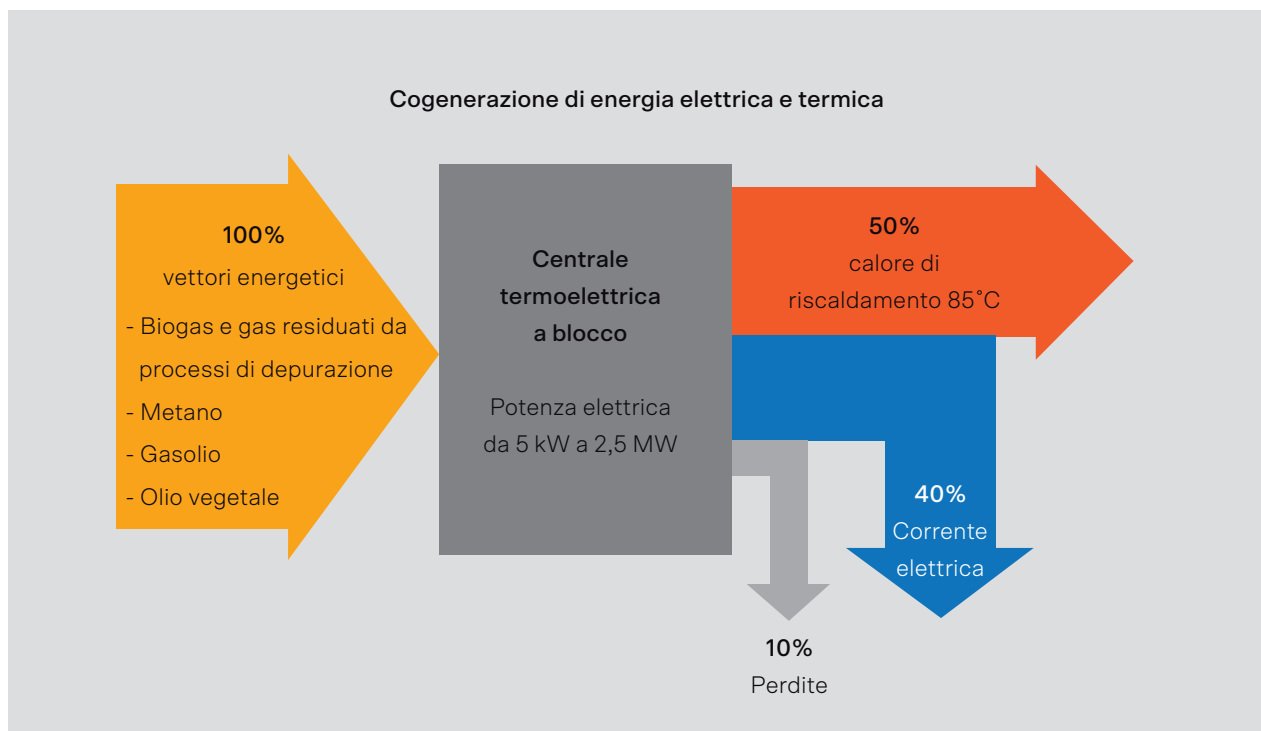 Cogenerazione di energia elettrica e termica
100%
vettori energetici
- Biogas e gas residuati da
processi di depurazione
- Metano
- Gasolio
- Olio vegetale
Centrale
termoelettrica
a blocco
Potenza elettrica
da 5 kW a 2,5 MW
50%
calore di
riscaldamento 85˚C
40%
Corrente
elettrica
10%
Perdite